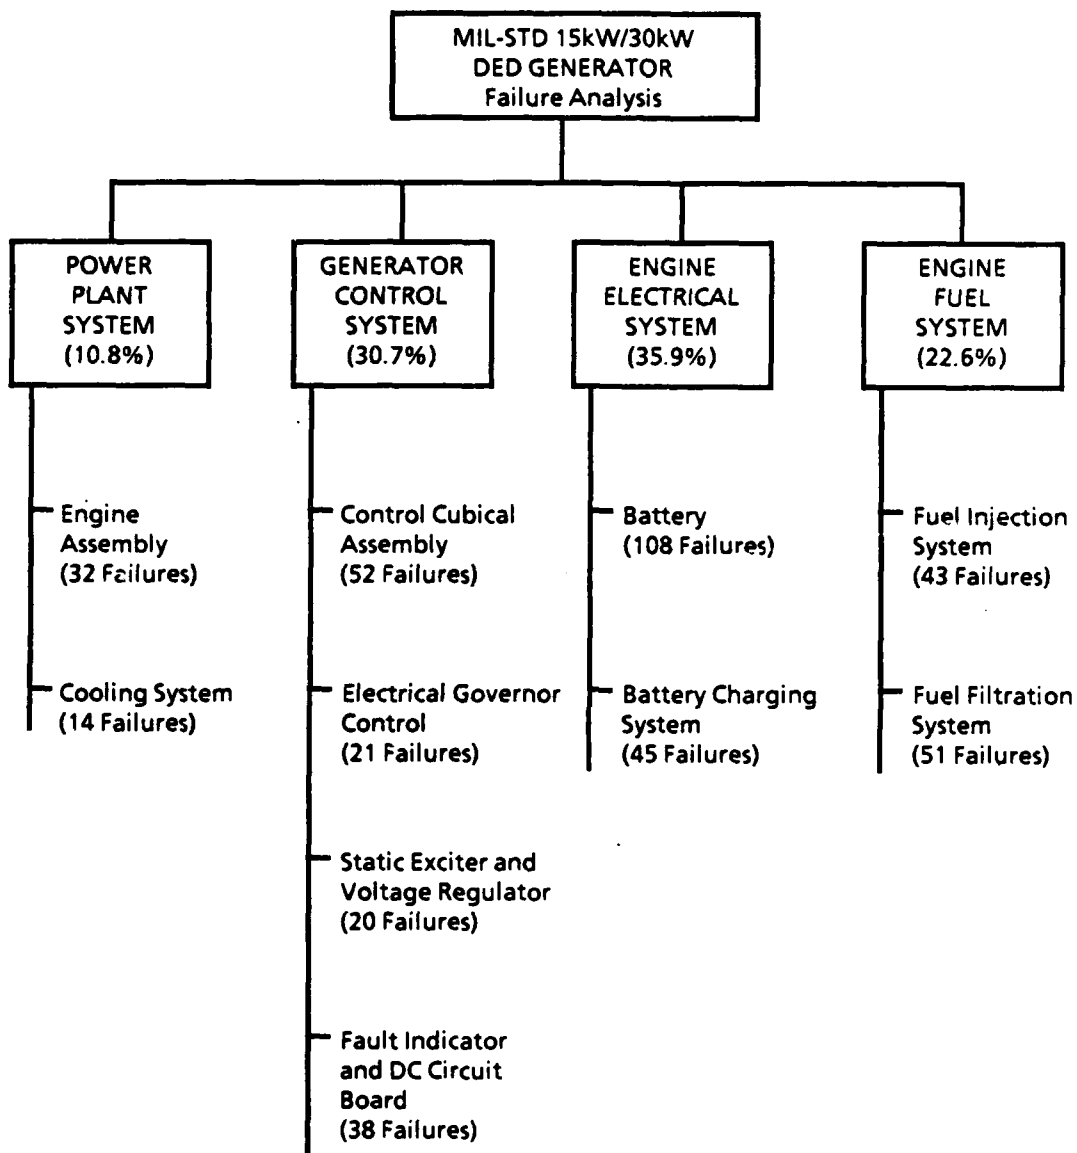 MIL-STD 15kW/30kW
DED GENERATOR
Failure Analysis
POWER
PLANT
SYSTEM
(10.8%)
GENERATOR
CONTROL
SYSTEM
(30.7%)
ENGINE
ELECTRICAL
SYSTEM
(35.9%)
ENGINE
FUEL
SYSTEM
(22.6%)
Engine
Assembly
(32 Failures)
Cooling System
(14 Failures)
Control Cubical
Assembly
(52 Failures)
Electrical Governor
Control
(21 Failures)
Static Exciter and
Voltage Regulator
(20 Failures)
Fault Indicator
and DC Circuit
Board
(38 Failures)
Battery
(108 Failures)
Battery Charging
System
(45 Failures)
Fuel Injection
System
(43 Failures)
Fuel Filtration
System
(51 Failures)